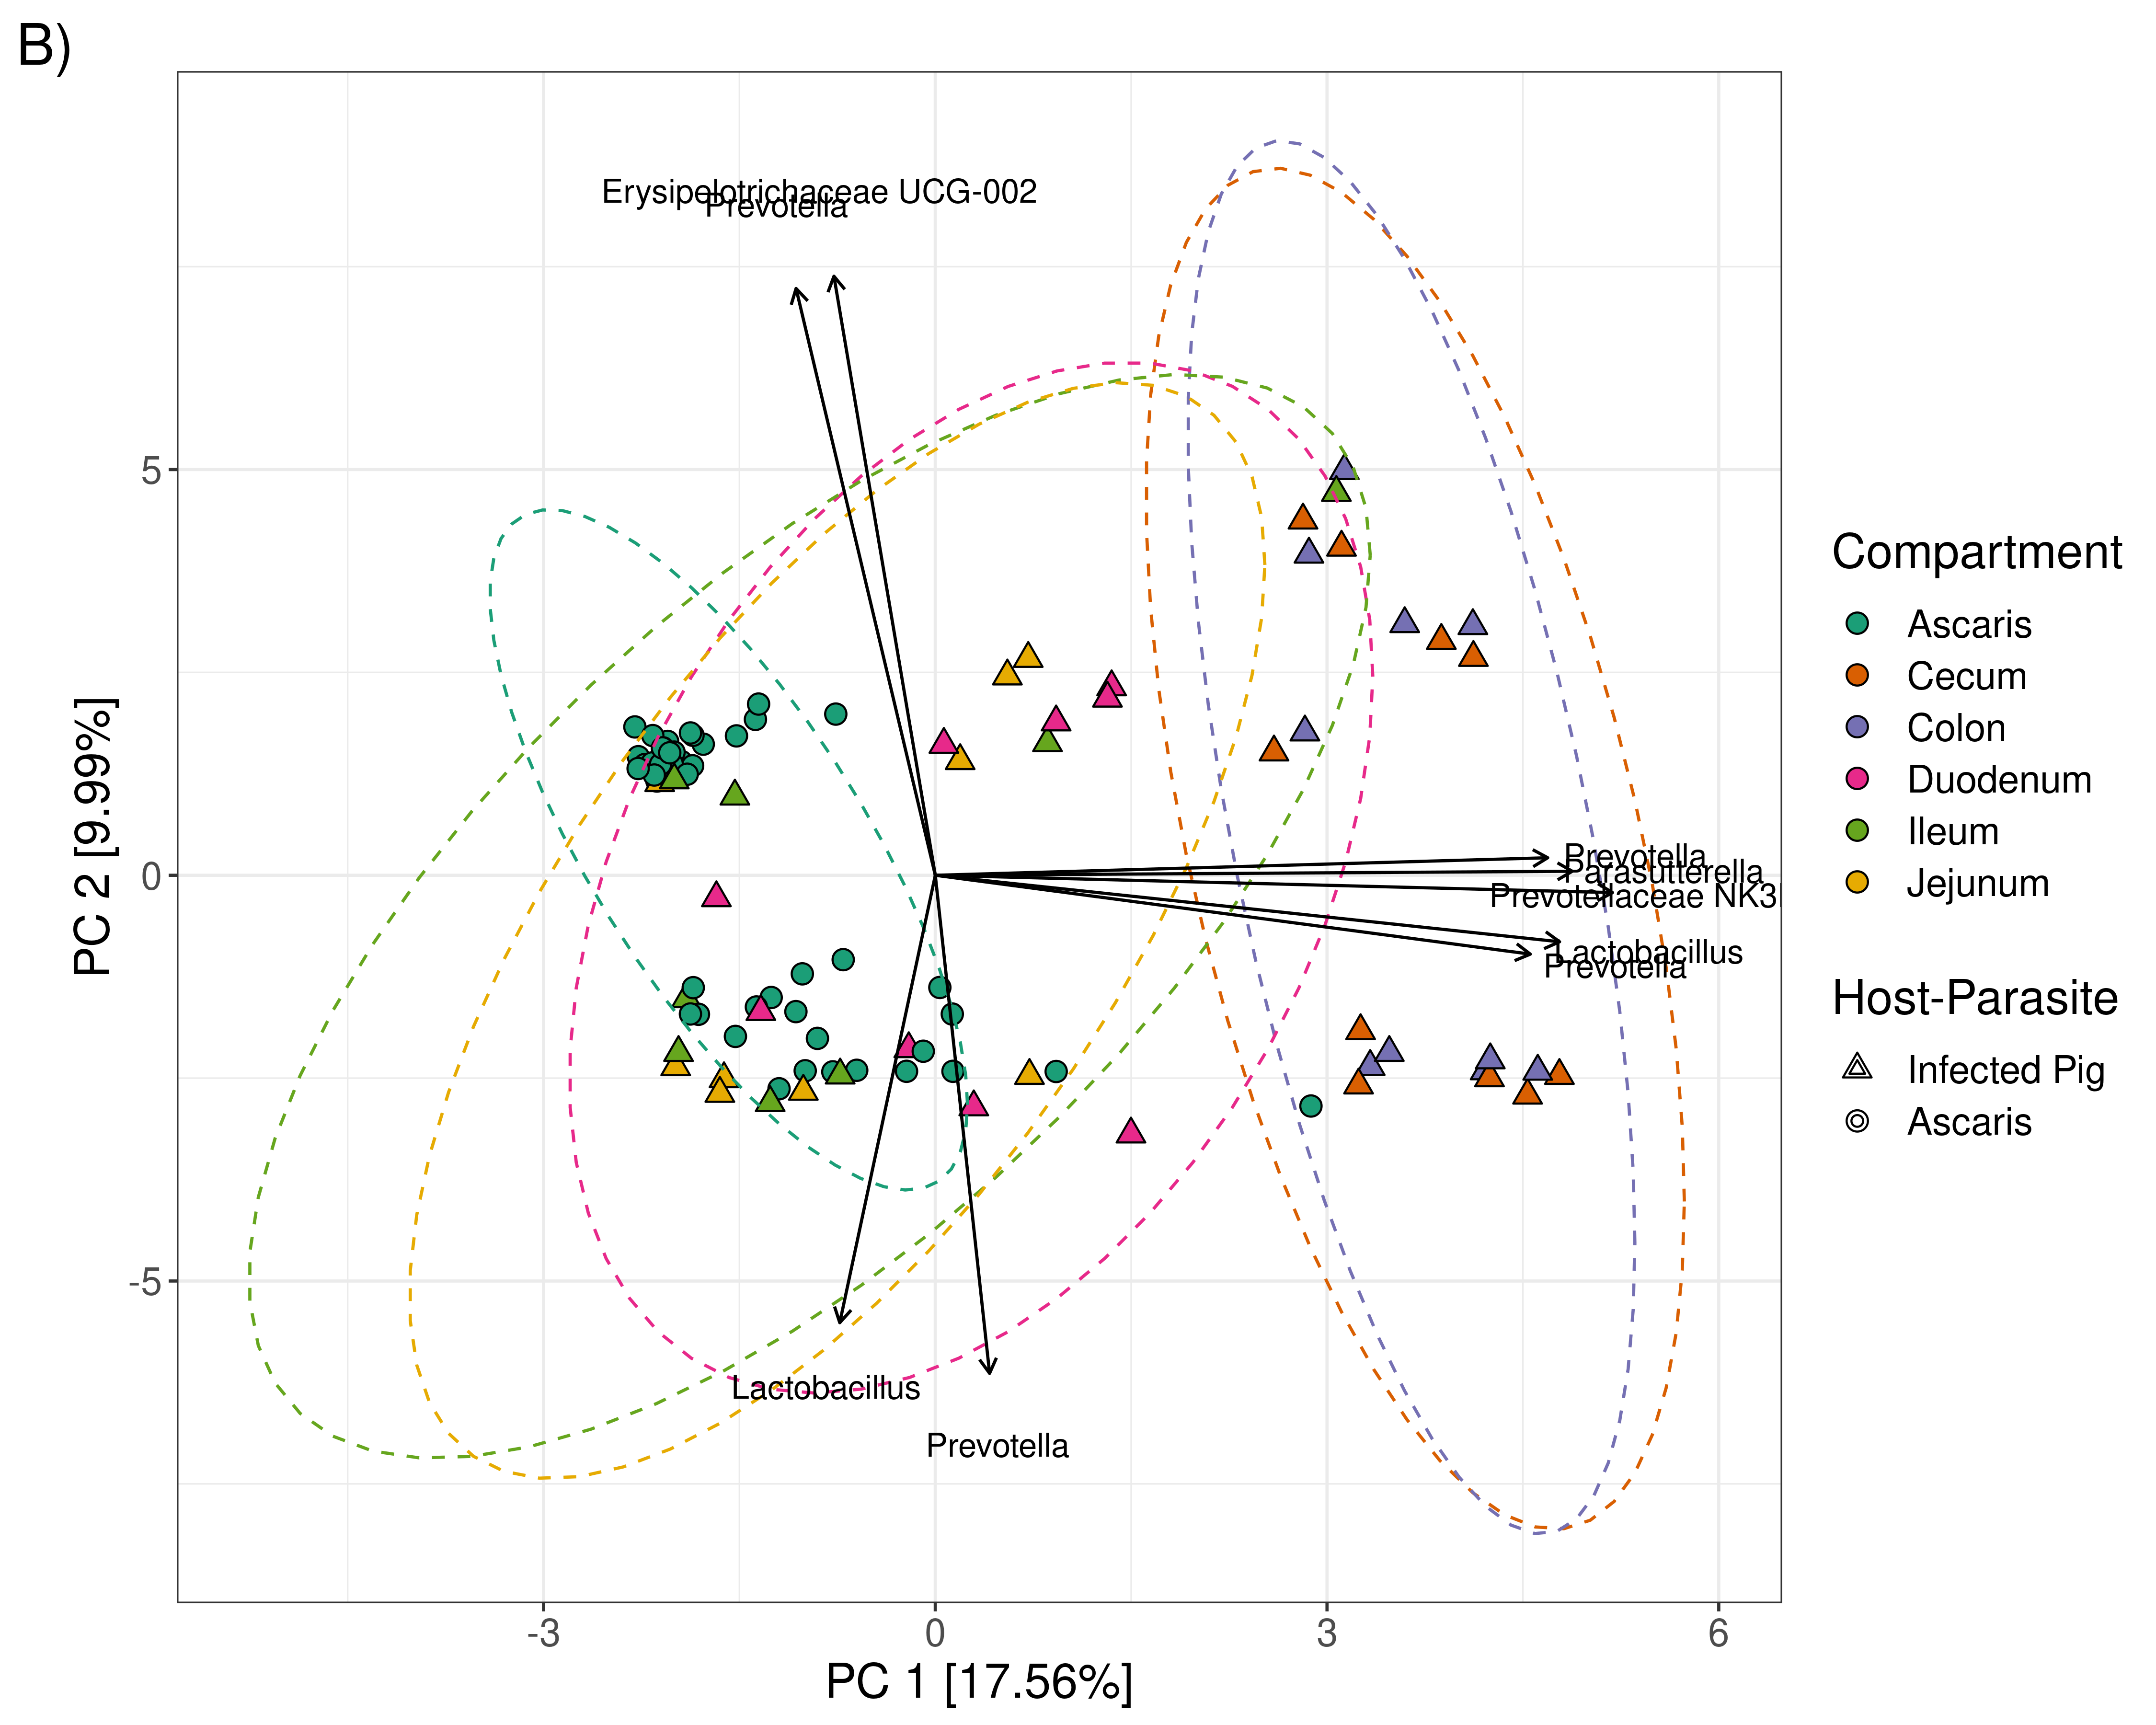 B)
Erysipelotrichaceae UCG-002
Prevotella
Prevotella
Parasutterella
Prevotellaceae NK3
Lactobacillus
Prevotella
Lactobacillus
Prevotella
5
0
-5
-3
0
3
6
PC 1 [17.56%]
PC 2 [9.99%]
Compartment
Ascaris
Cecum
Colon
Duodenum
Ileum
Jejunum
Host-Parasite
Infected Pig
Ascaris